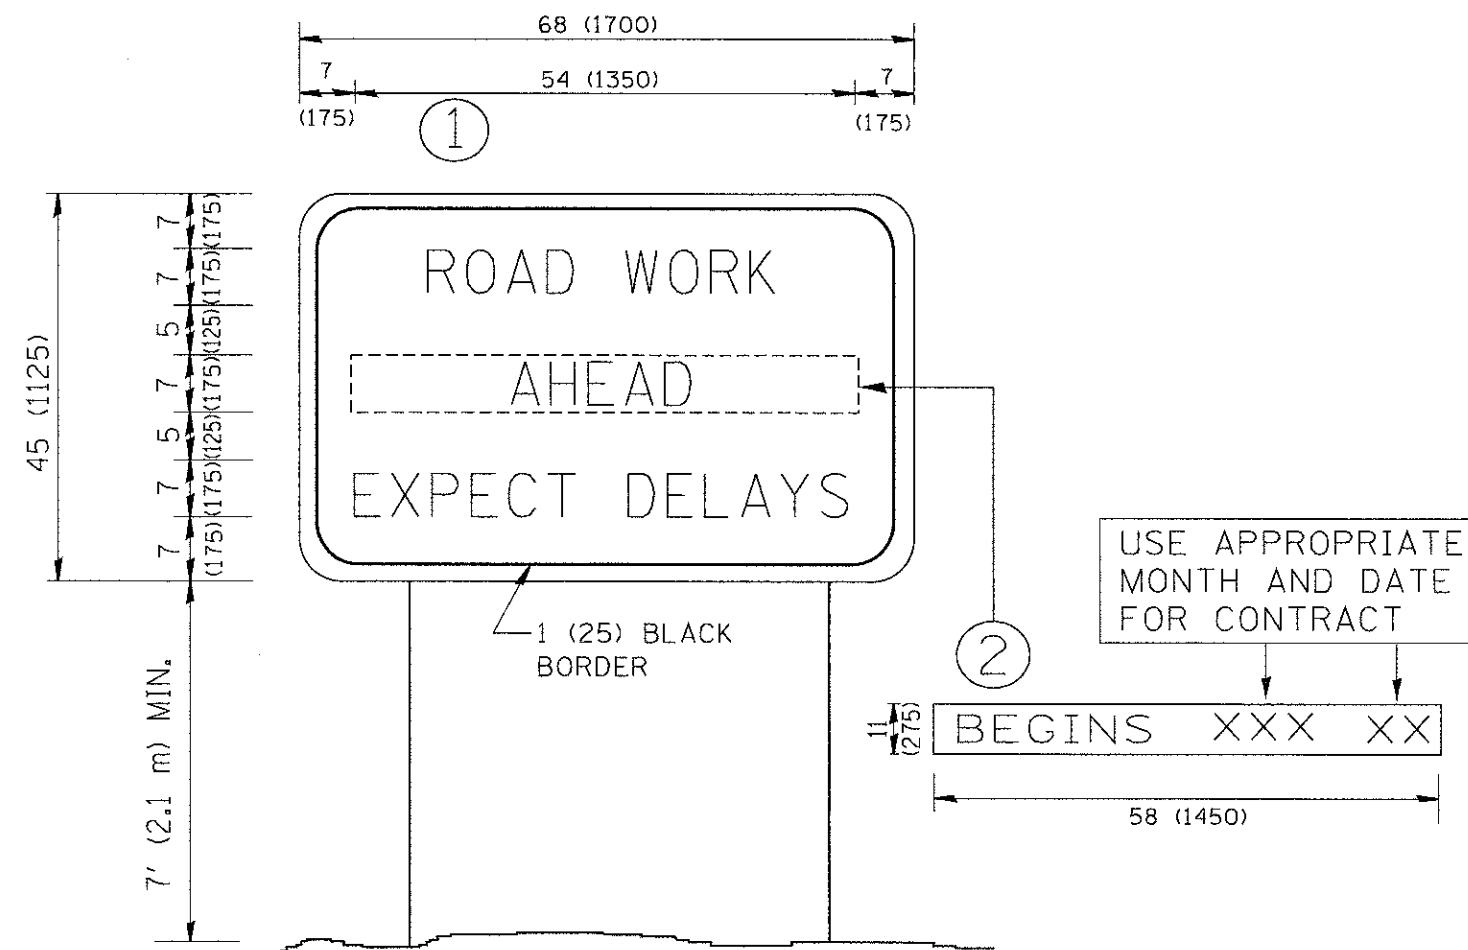 68 (1700)
7
54 (1350)
7
(175)
(175)
1
45 (1125)
7
(175)
7
(175)
5
(125)
7
(175)
5
(125)
7
(175)
7
(175)
ROAD WORK
AHEAD
EXPECT DELAYS
1 (25) BLACK
BORDER
7' (2.1 m) MIN.
USE APPROPRIATE
MONTH AND DATE
FOR CONTRACT
2
11
(275)
BEGINS XXX XX
58 (1450)